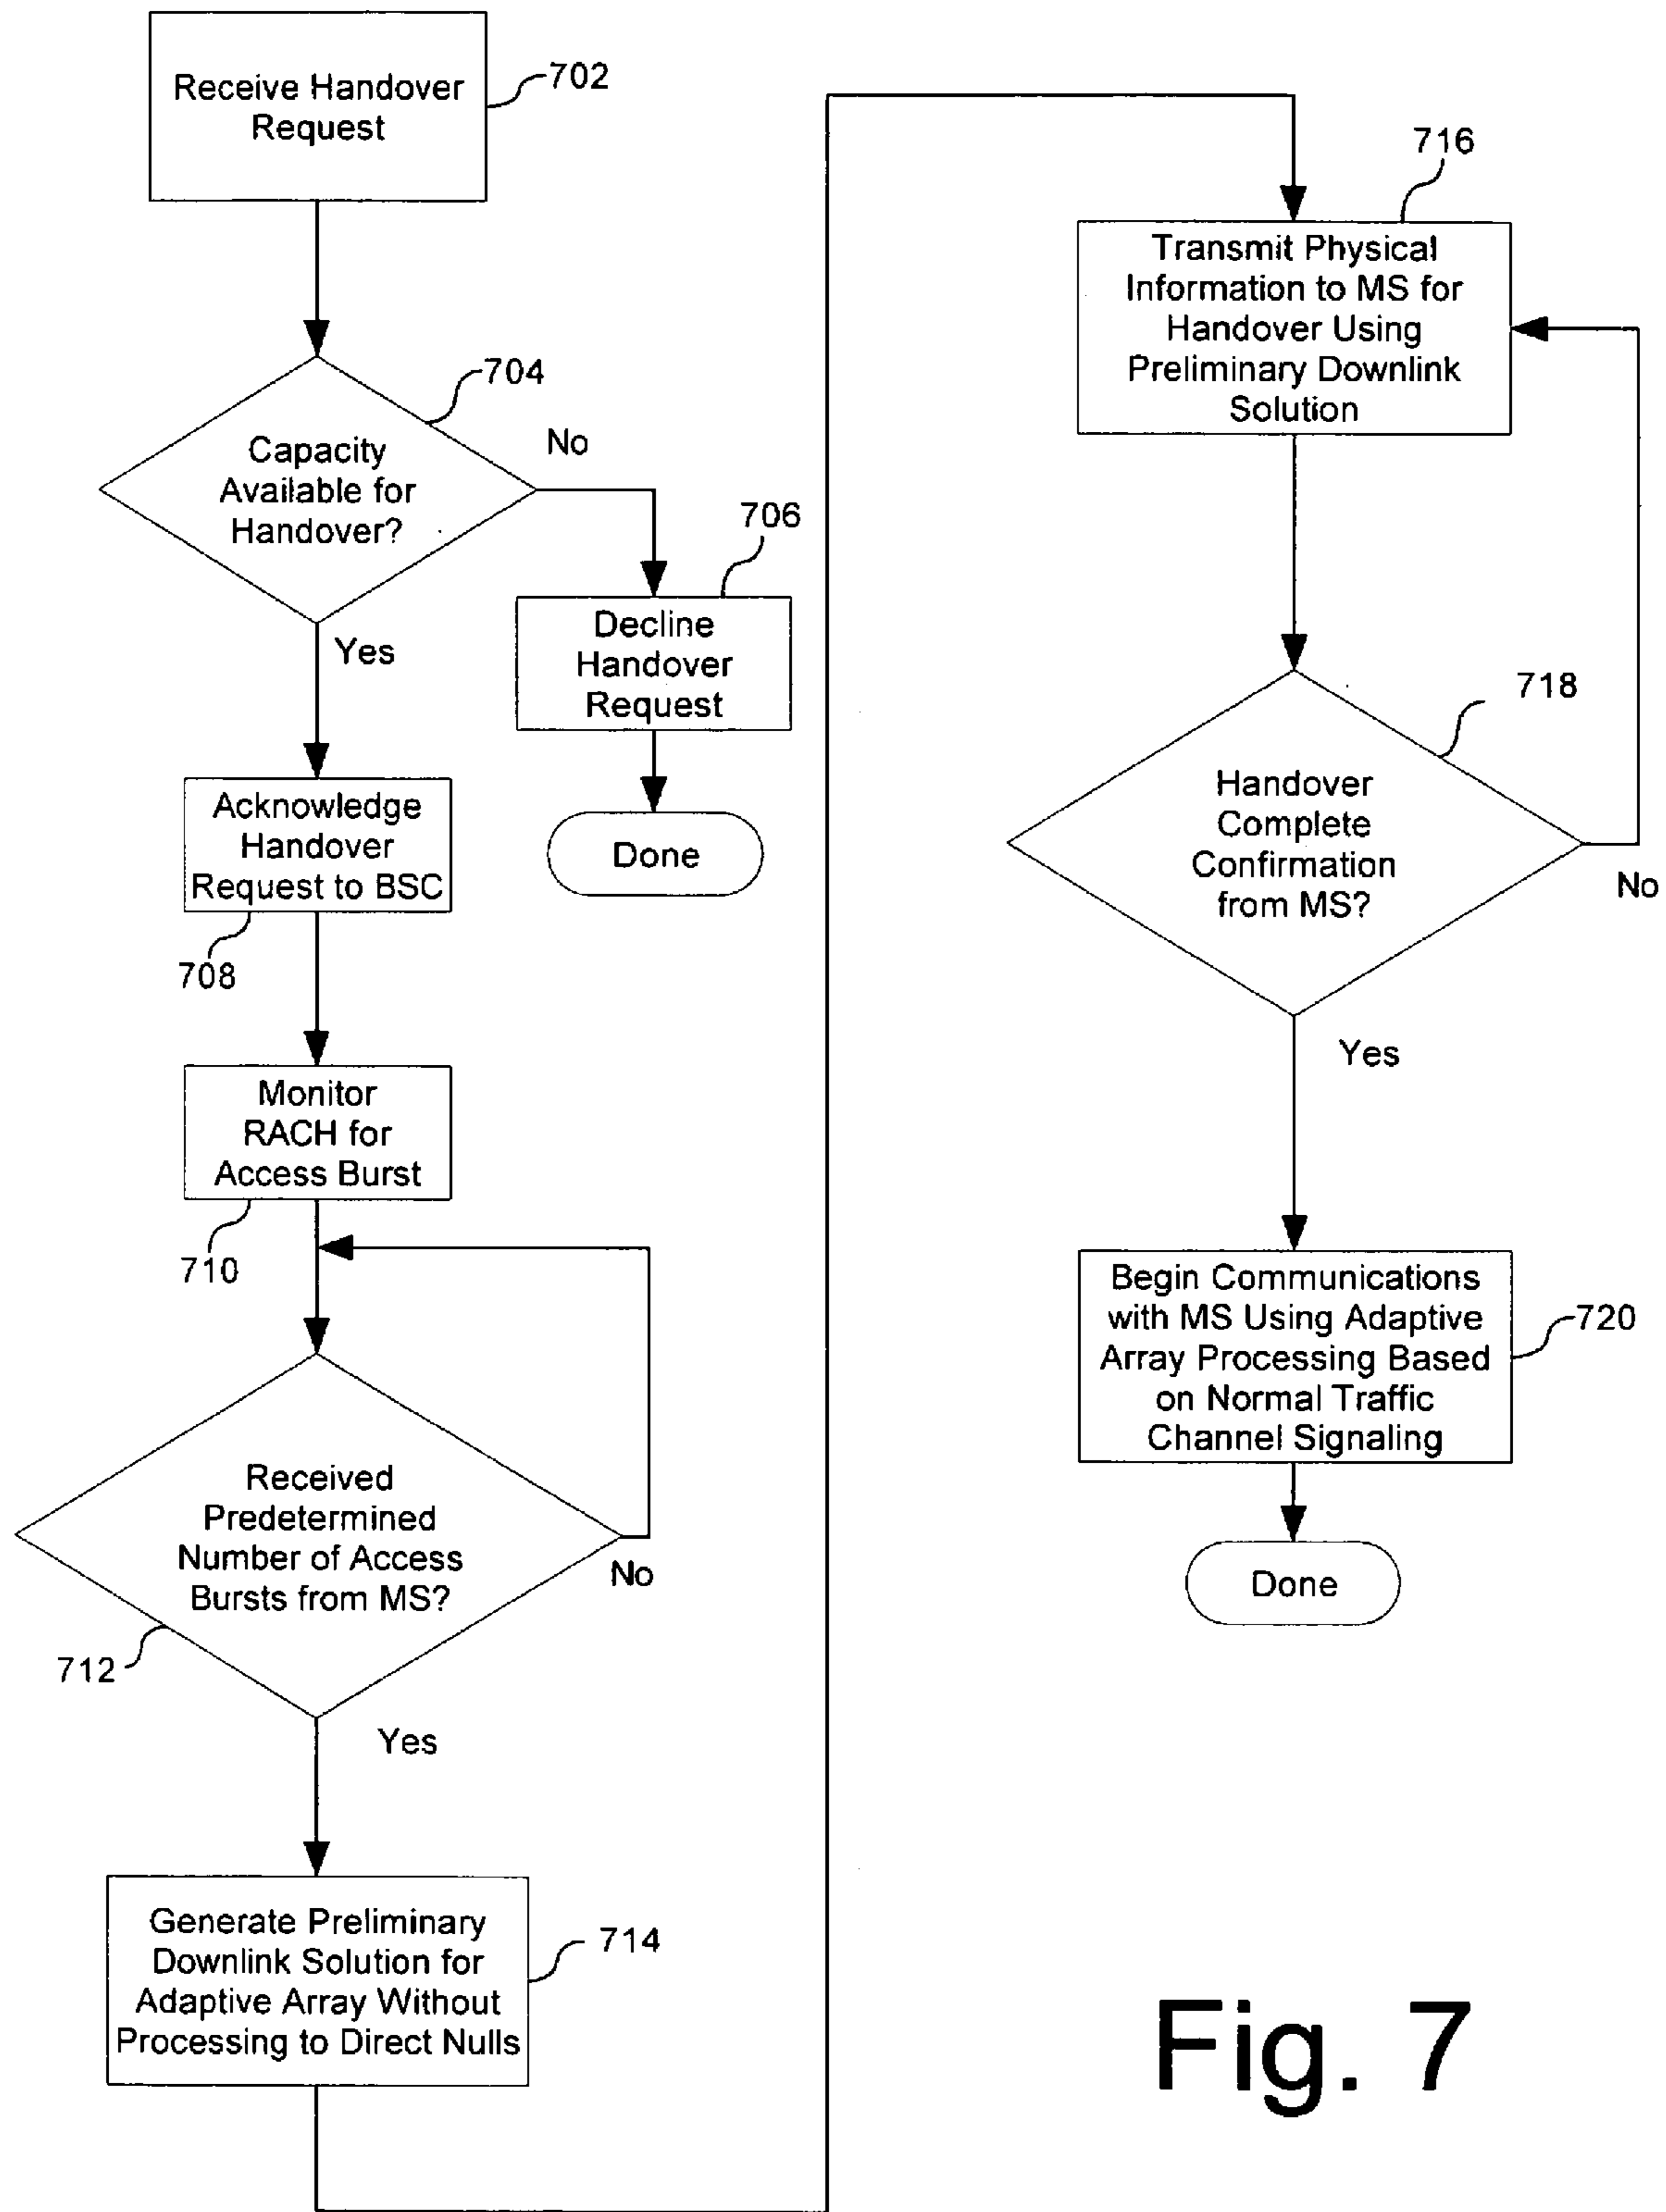 Receive Handover
Request
702
704
Capacity
Available for
Handover?
No
706
Decline
Handover
Request
Done
Yes
Acknowledge
Handover
Request to BSC
708
Monitor
RACH for
Access Burst
710
Received
Predetermined
Number of Access
Bursts from MS?
No
712
Yes
Generate Preliminary
Downlink Solution for
Adaptive Array Without
Processing to Direct Nulls
714
716
Transmit Physical
Information to MS for
Handover Using
Preliminary Downlink
Solution
718
Handover
Complete
Confirmation
from MS?
No
Yes
Begin Communications
with MS Using Adaptive
Array Processing Based
on Normal Traffic
Channel Signaling
720
Done
Fig. 7